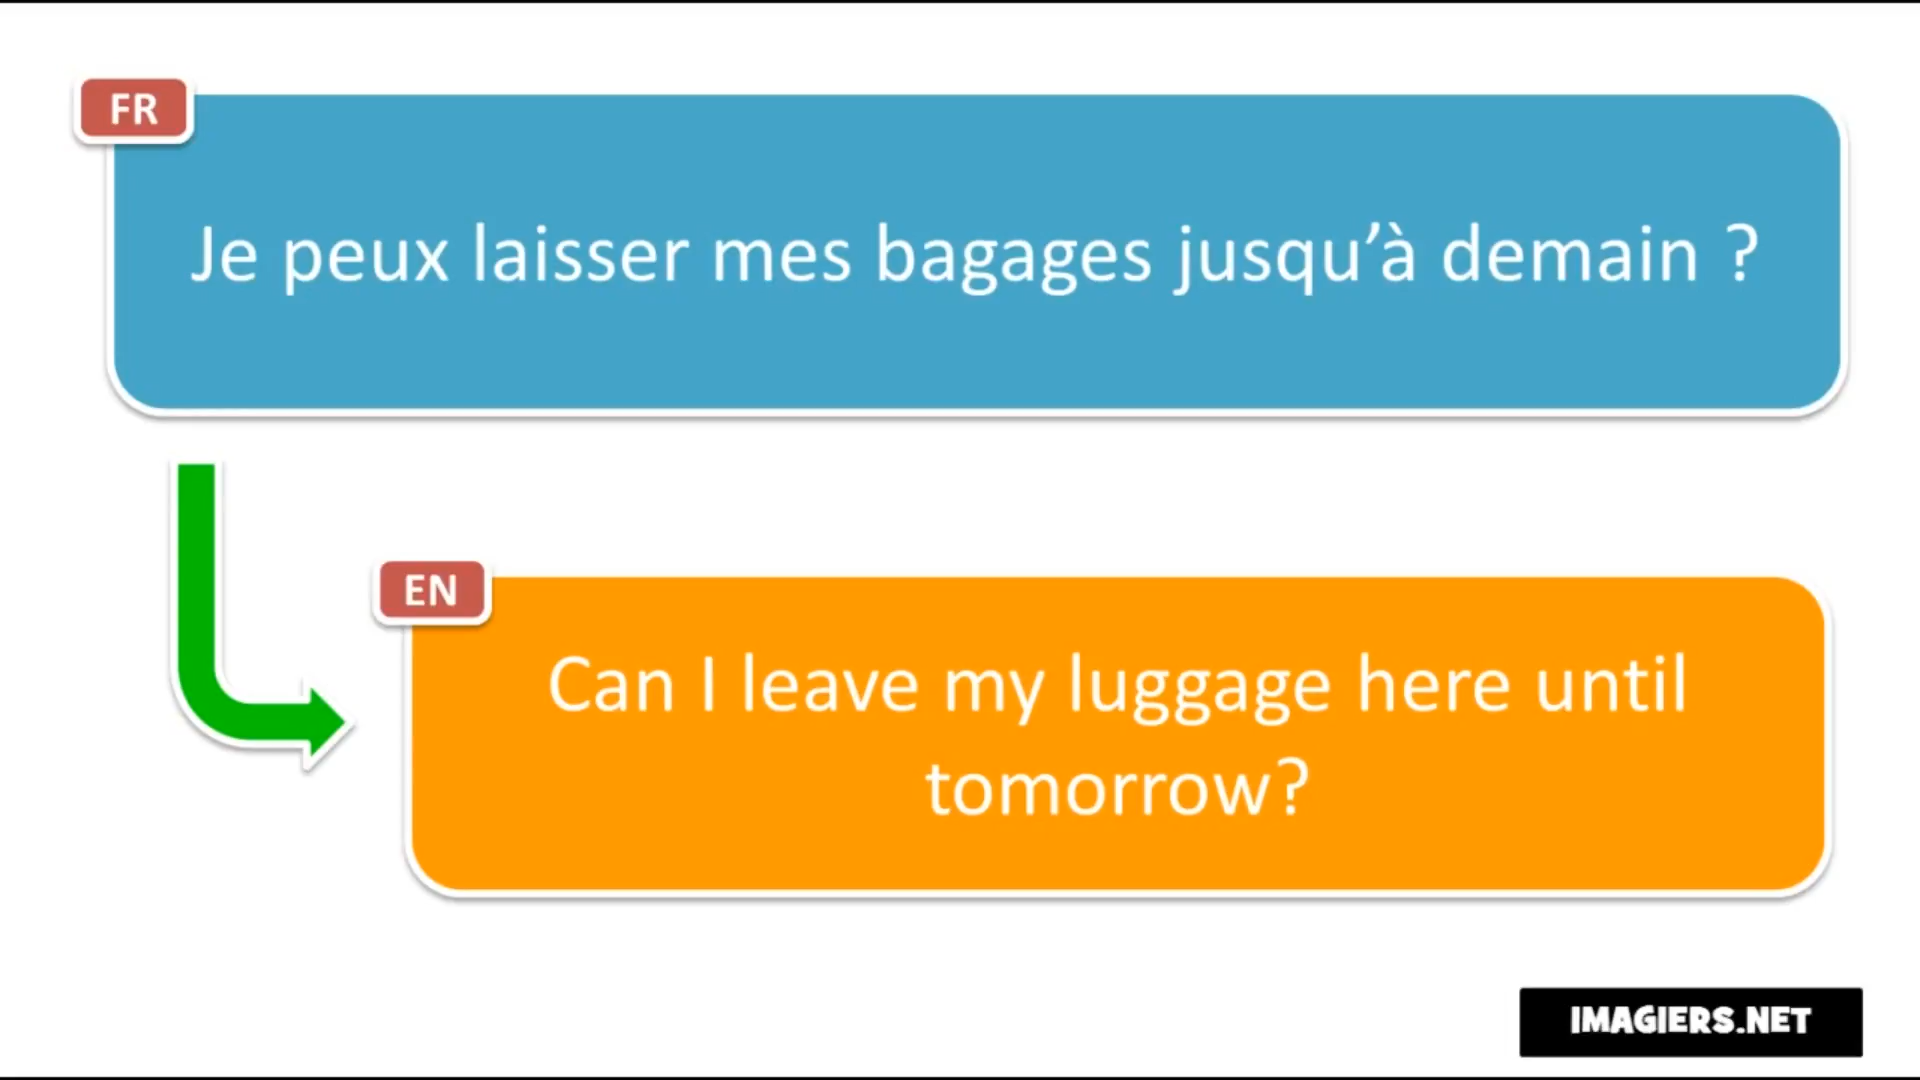 FR
Je peux laisser mes bagages jusqu’à demain ?
EN
Can I leave my luggage here until
tomorrow?
IMAGIERS.NET